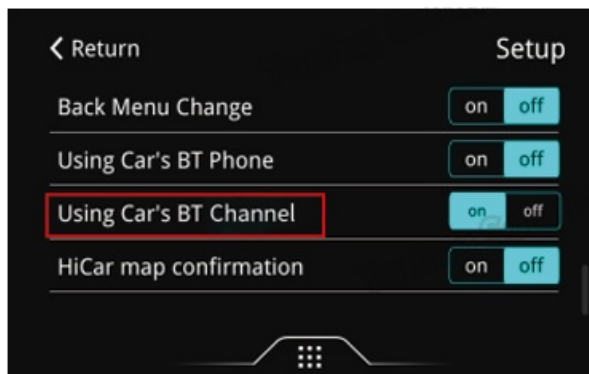 Return Setup
Back Menu Change on off
Using Car's BT Phone on off
Using Car's BT Channel on off
HiCar map confirmation on off